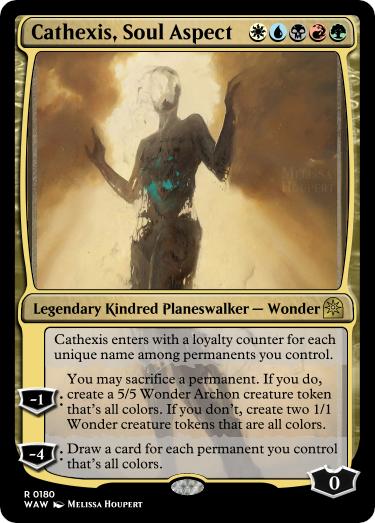 Cathexis, Soul Aspect
Melissa
Houpert
Legendary Kindred Planeswalker — Wonder
Cathexis enters with a loyalty counter for each
unique name among permanents you control.
-1: You may sacrifice a permanent. If you do,
create a 5/5 Wonder Archon creature token
that's all colors. If you don't, create two 1/1
Wonder creature tokens that are all colors.
-4: Draw a card for each permanent you control
that's all colors.
0
R 0180
WAW Melissa Houpert